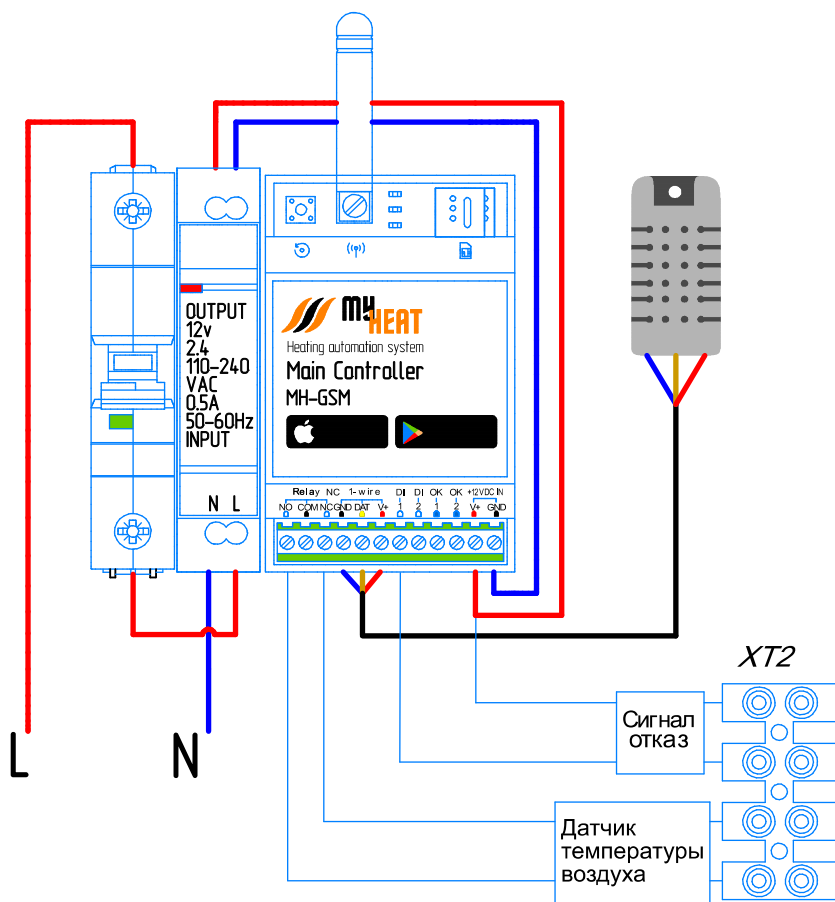 OUTPUT
12v
2.4
110-240
VAC
0.5A
50-60Hz
INPUT
N L
MYHEAT
Heating automation system
Main Controller
MH-GSM
Relay NC 1-wire DI DI OK OK +12VDC IN
NO COM NC GND DAT V+ 1 2 1 2 V+ GND
L
N
XT2
Сигнал
отказ
Датчик
температуры
воздуха